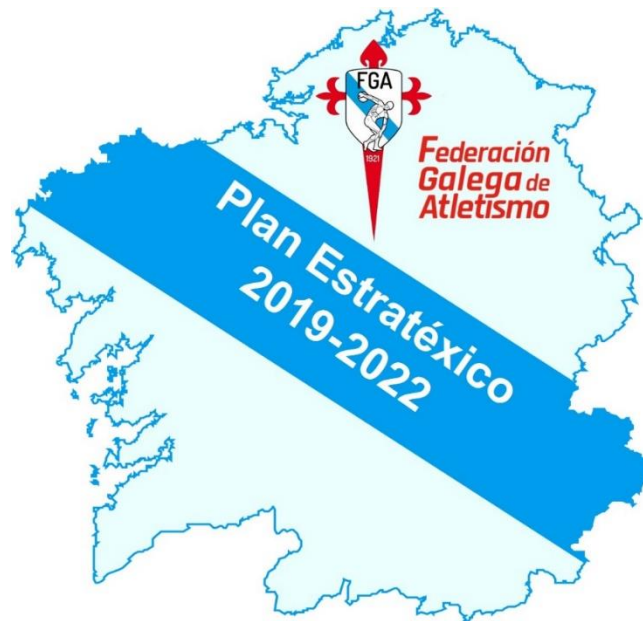 FGA
1921
Federación
Galega de
Atletismo
Plan Estratéxico
2019-2022